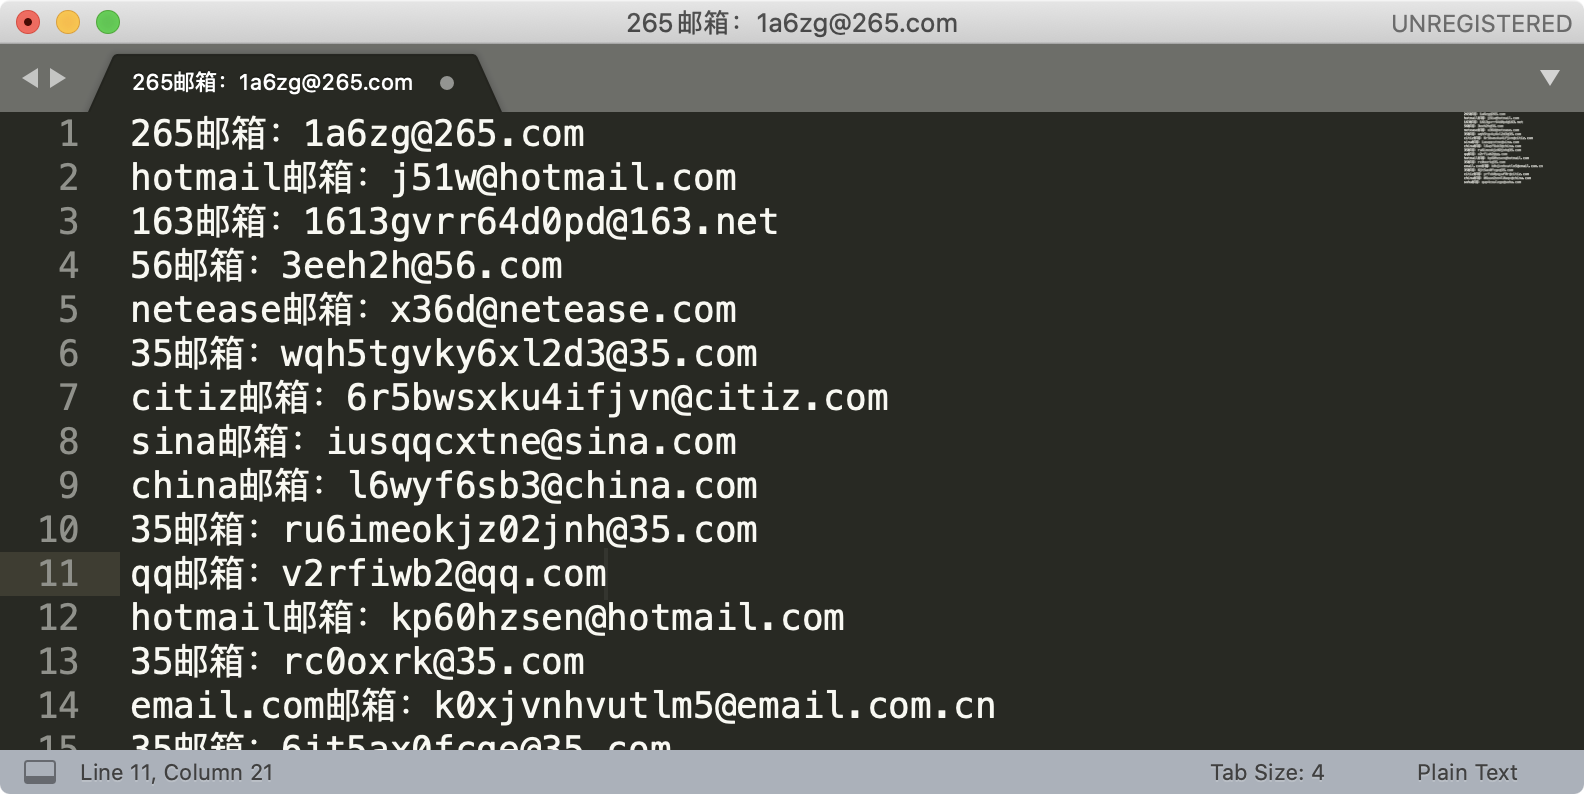 265邮箱：1a6zg@265.com
UNREGISTERED
265邮箱：1a6zg@265.com
1 265邮箱：1a6zg@265.com
2 hotmail邮箱：j51w@hotmail.com
3 163邮箱：1613gvrr64d0pd@163.net
4 56邮箱：3eeh2h@56.com
5 netease邮箱：x36d@netease.com
6 35邮箱：wqh5tgvky6xl2d3@35.com
7 citiz邮箱：6r5bwsxku4ifjvn@citiz.com
8 sina邮箱：iusqqcxtne@sina.com
9 china邮箱：l6wyf6sb3@china.com
10 35邮箱：ru6imeokjz02jnh@35.com
11 qq邮箱：v2rfiwb2@qq.com
12 hotmail邮箱：kp60hzsen@hotmail.com
13 35邮箱：rc0oxrk@35.com
14 email.com邮箱：k0xjvnhvutlm5@email.com.cn
15 35邮箱：
Line 11, Column 21
Tab Size: 4
Plain Text